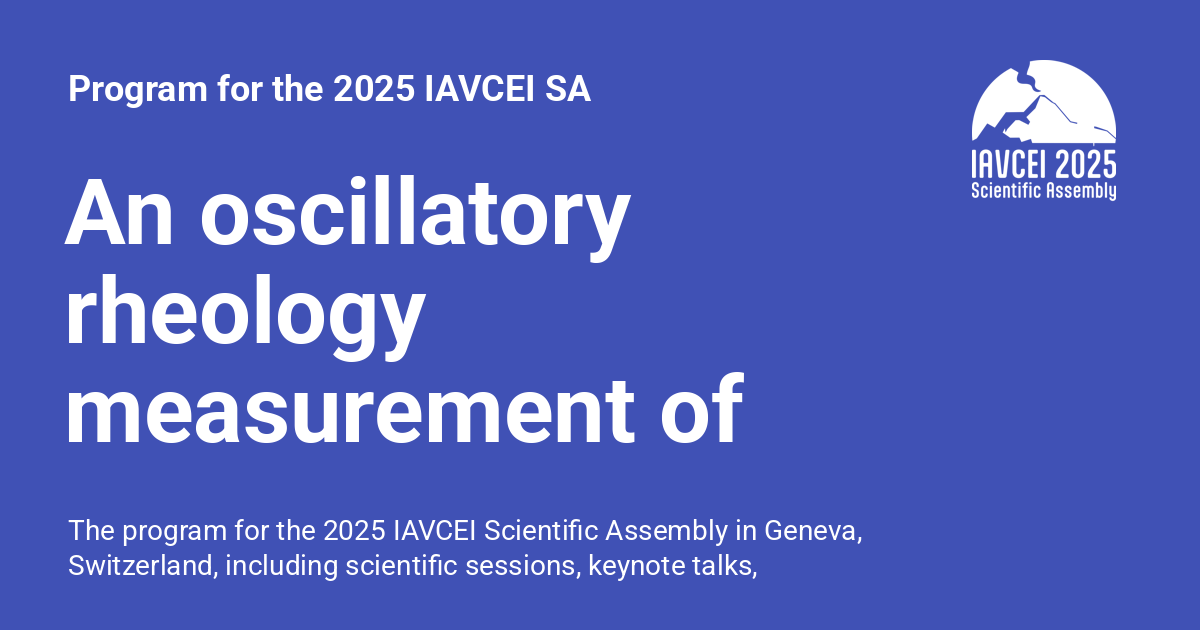 Program for the 2025 IAVCEI SA
IAVCEI 2025
Scientific Assembly
An oscillatory
rheology
measurement of
The program for the 2025 IAVCEI Scientific Assembly in Geneva,
Switzerland, including scientific sessions, keynote talks,